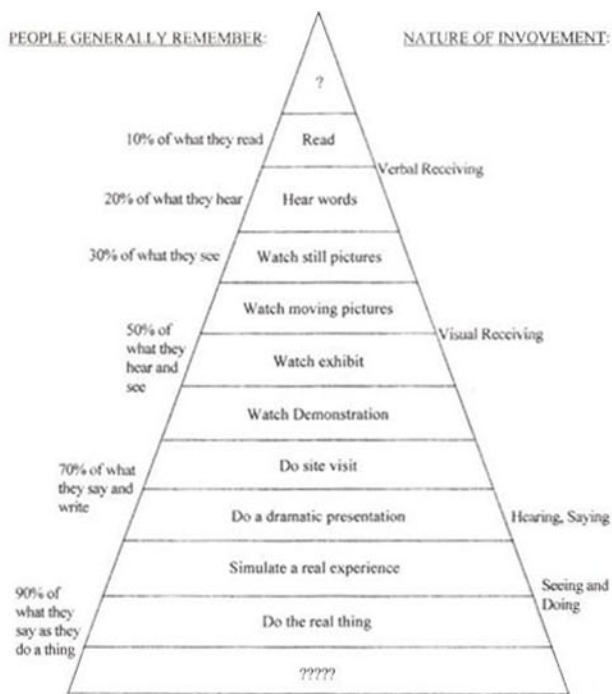 PEOPLE GENERALLY REMEMBER:
NATURE OF INVOVEMENT:
?
10% of what they read
Read
Verbal Receiving
20% of what they hear
Hear words
30% of what they see
Watch still pictures
Watch moving pictures
50% of
what they
hear and
see
Visual Receiving
Watch exhibit
Watch Demonstration
70% of what
they say and
write
Do site visit
Do a dramatic presentation
Hearing, Saying
Simulate a real experience
Seeing and
Doing
90% of
what they
say as they
do a thing
Do the real thing
?????